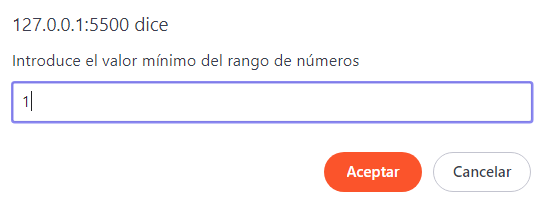 127.0.0.1:5500 dice
Introduce el valor mínimo del rango de números
1
Aceptar Cancelar